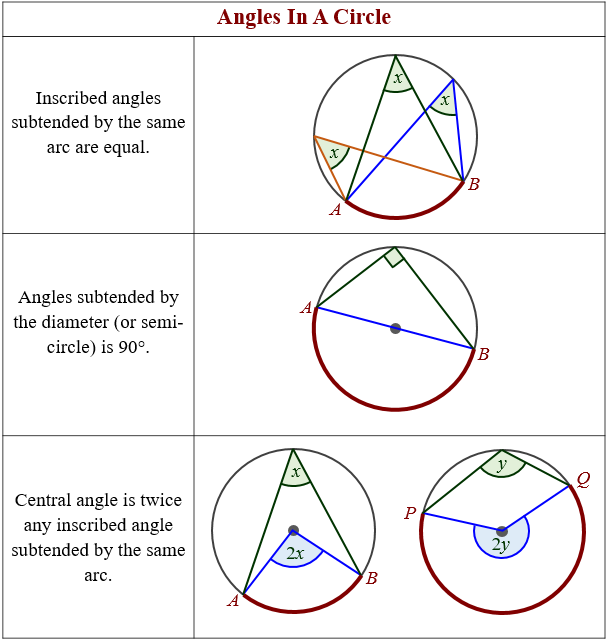 Angles In A Circle
Inscribed angles
subtended by the same
arc are equal.
x
x
x
A
B
Angles subtended by
the diameter (or semi-
circle) is 90°.
A
B
Central angle is twice
any inscribed angle
subtended by the same
arc.
x
2x
A
B
y
Q
P
2y